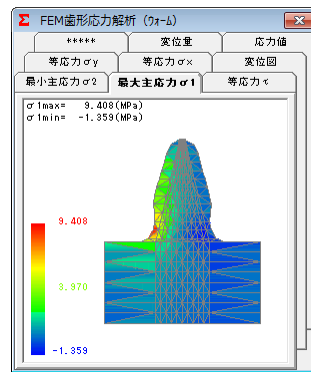 Σ FEM歯形応力解析 (ウォーム)
***** 変位量 応力値
等応力σy 等応力σx 変位図
最小主応力σ2 最大主応力σ1 等応力τ
σ1max= 9.408(MPa)
σ1min= -1.359(MPa)
9.408
3.970
-1.359